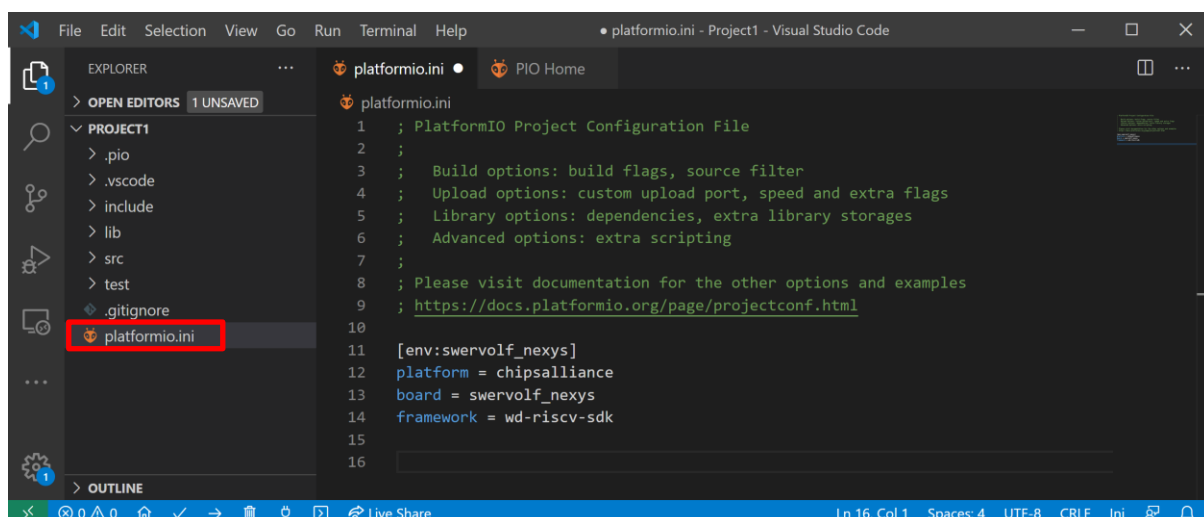 File Edit Selection View Go Run Terminal Help ● platformio.ini - Project1 - Visual Studio Code
EXPLORER ...
platformio.ini ● PIO Home
> OPEN EDITORS 1 UNSAVED
platformio.ini
PROJECT1
> .pio
> .vscode
> include
> lib
> src
> test
.gitignore
platformio.ini
1 ; PlatformIO Project Configuration File
2 ;
3 ;   Build options: build flags, source filter
4 ;   Upload options: custom upload port, speed and extra flags
5 ;   Library options: dependencies, extra library storages
6 ;   Advanced options: extra scripting
7 ;
8 ; Please visit documentation for the other options and examples
9 ; https://docs.platformio.org/page/projectconf.html
10
11 [env:swervolf_nexys]
12 platform = chipsalliance
13 board = swervolf_nexys
14 framework = wd-riscv-sdk
15
16
1
1
> OUTLINE
0 0 Live Share Ln 16, Col 1 Spaces: 4 UTF-8 CRLF Ini